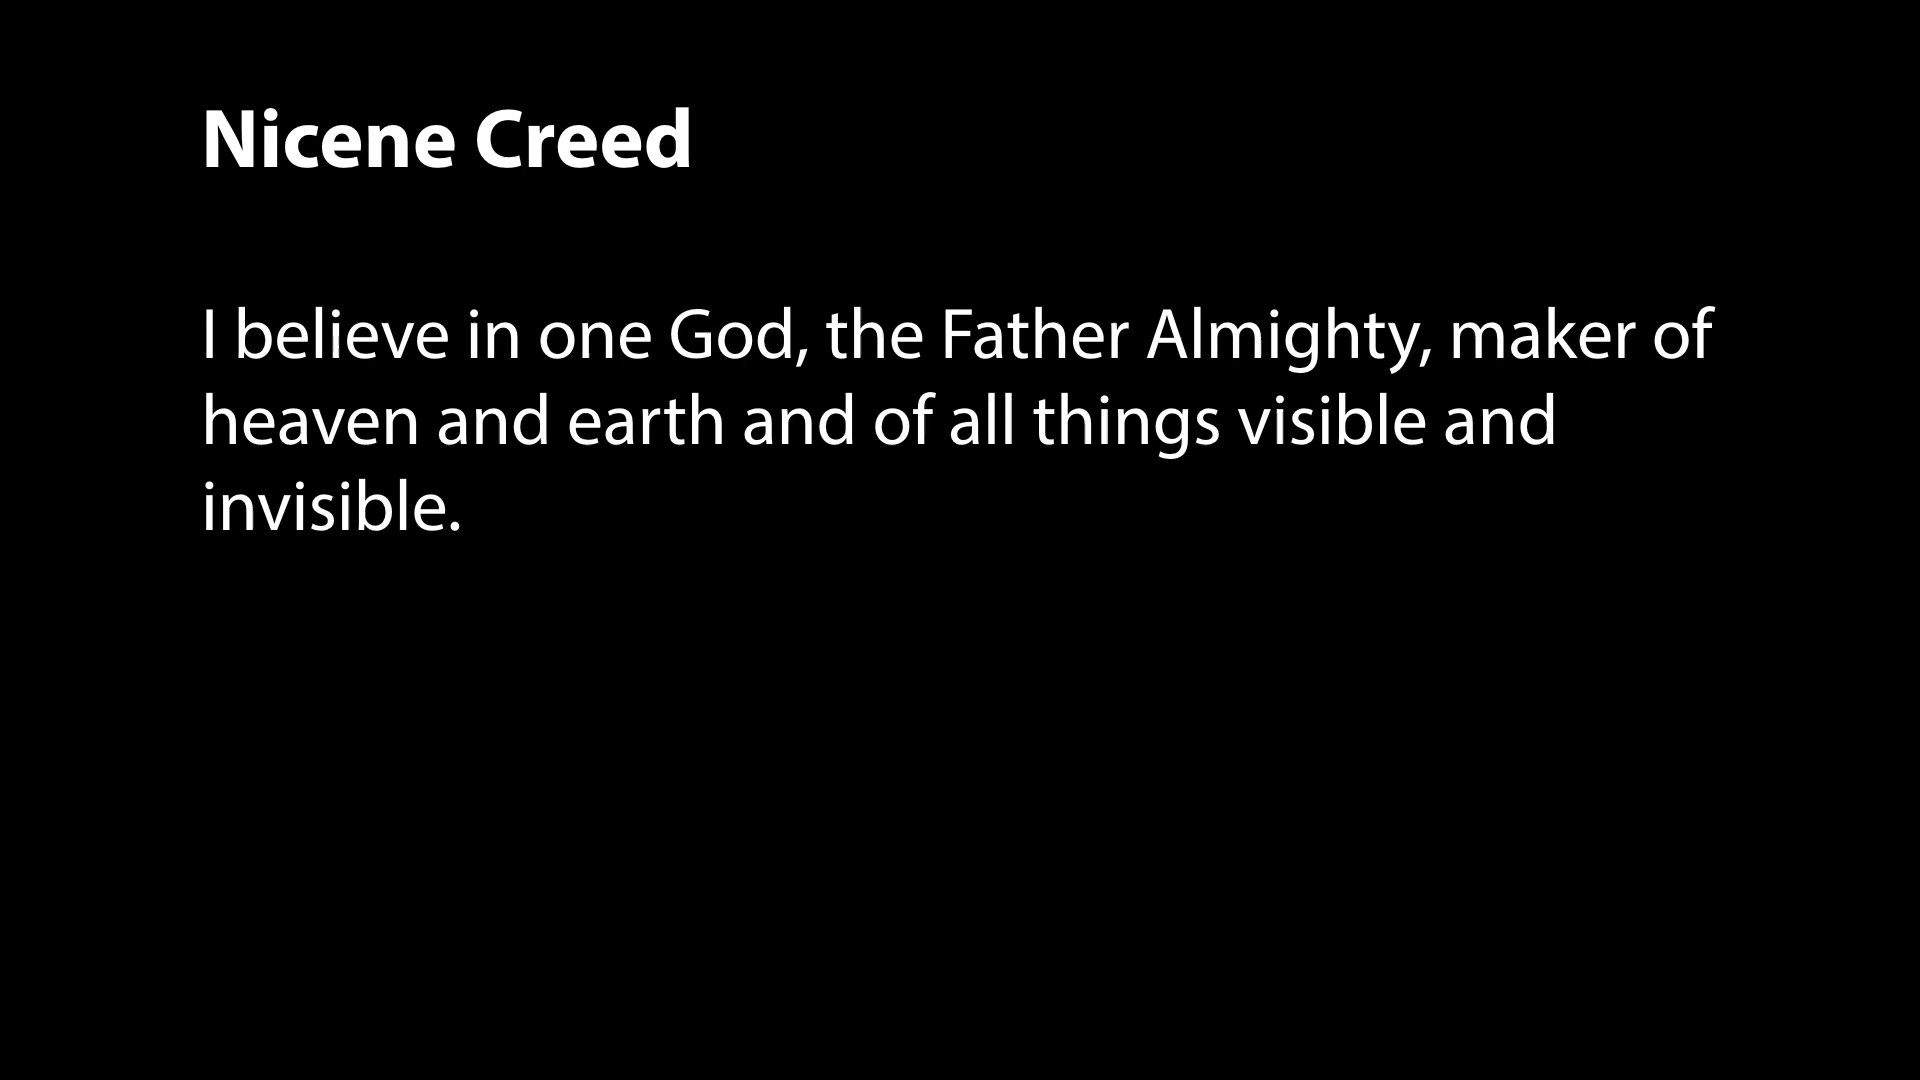 Nicene Creed
I believe in one God, the Father Almighty, maker of
heaven and earth and of all things visible and
invisible.